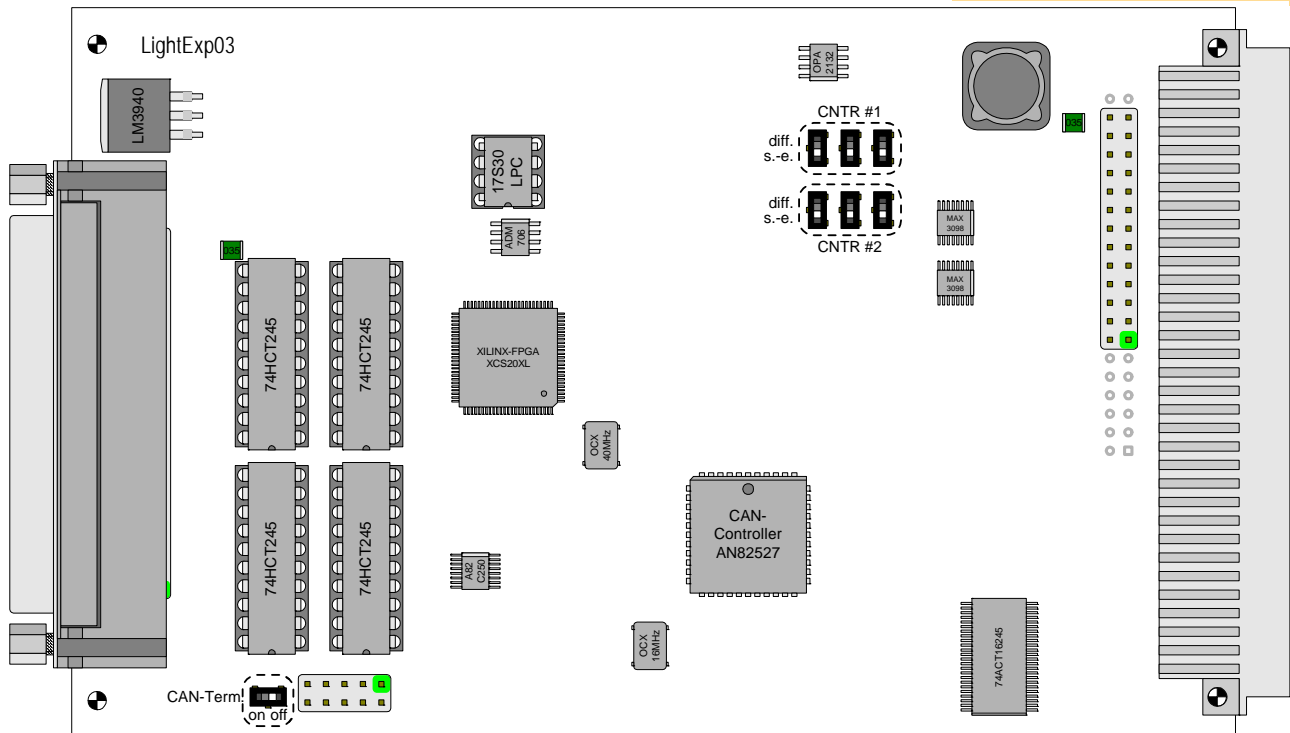 LightExp03
LM3940
OPA
2132
CNTR #1
diff.
s.-e.
035
17S30
LPC
diff.
s.-e.
CNTR #2
MAX
3098
ADM
706
035
MAX
3098
74HCT245
74HCT245
XILINX-FPGA
XCS20XL
OCX
40MHz
CAN-
Controller
AN82527
74HCT245
74HCT245
A82
C250
OCX
16MHz
74ACT16245
CAN-Term
on off